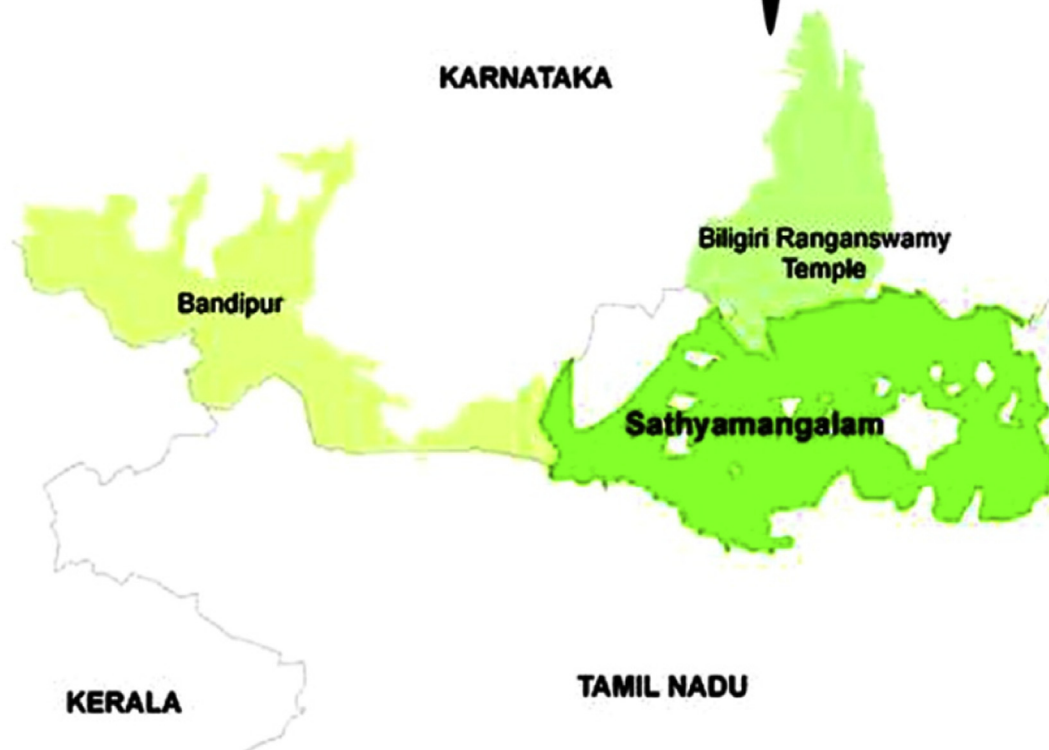 KARNATAKA
Biligiri Ranganswamy
Temple
Bandipur
Sathyamangalam
TAMIL NADU
KERALA